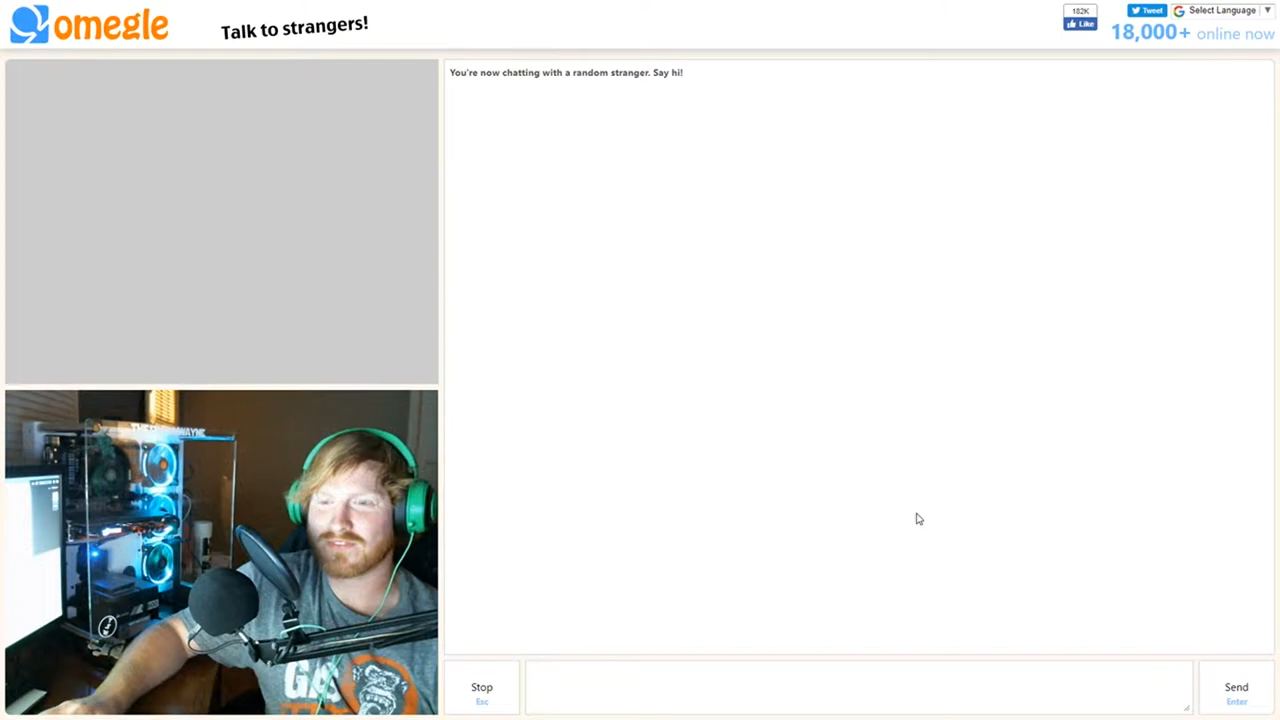 omegle
Talk to strangers!
182K
Like
Tweet
Select Language
18,000+ online now
You're now chatting with a random stranger. Say hi!
Stop
Esc
Send
Enter